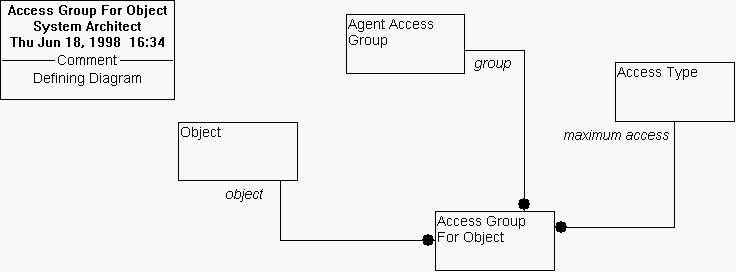 Access Group For Object
System Architect
Thu Jun 18, 1998  16:34
Comment
Defining Diagram
Agent Access
Group
group
Access Type
maximum access
Object
object
Access Group
For Object